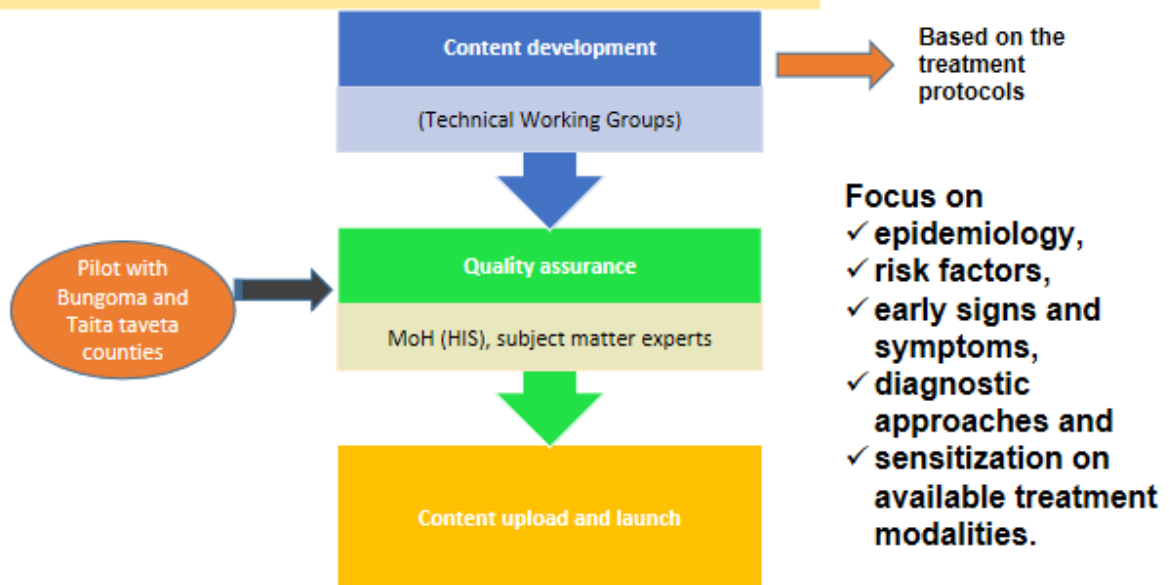 Content development
(Technical Working Groups)
Based on the
treatment
protocols
Pilot with
Bungoma and
Taita taveta
counties
Quality assurance
MoH (HIS), subject matter experts
Content upload and launch
Focus on
✓ epidemiology,
✓ risk factors,
✓ early signs and
symptoms,
✓ diagnostic
approaches and
✓ sensitization on
available treatment
modalities.